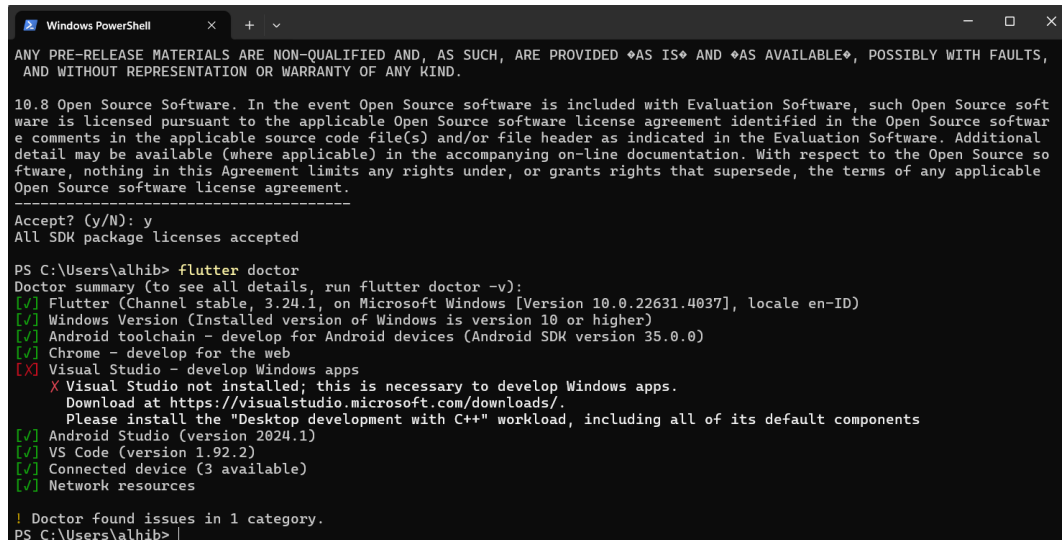 Windows PowerShell
ANY PRE-RELEASE MATERIALS ARE NON-QUALIFIED AND, AS SUCH, ARE PROVIDED �AS IS� AND �AS AVAILABLE�, POSSIBLY WITH FAULTS,
AND WITHOUT REPRESENTATION OR WARRANTY OF ANY KIND.
10.8 Open Source Software. In the event Open Source software is included with Evaluation Software, such Open Source soft
ware is licensed pursuant to the applicable Open Source software license agreement identified in the Open Source softwar
e comments in the applicable source code file(s) and/or file header as indicated in the Evaluation Software. Additional
detail may be available (where applicable) in the accompanying on-line documentation. With respect to the Open Source so
ftware, nothing in this Agreement limits any rights under, or grants rights that supersede, the terms of any applicable
Open Source software license agreement.
---------------------------------------
Accept? (y/N): y
All SDK package licenses accepted
PS C:\Users\alhib> flutter doctor
Doctor summary (to see all details, run flutter doctor -v):
[√] Flutter (Channel stable, 3.24.1, on Microsoft Windows [Version 10.0.22631.4037], locale en-ID)
[√] Windows Version (Installed version of Windows is version 10 or higher)
[√] Android toolchain - develop for Android devices (Android SDK version 35.0.0)
[√] Chrome - develop for the web
[X] Visual Studio - develop Windows apps
X Visual Studio not installed; this is necessary to develop Windows apps.
Download at https://visualstudio.microsoft.com/downloads/.
Please install the "Desktop development with C++" workload, including all of its default components
[√] Android Studio (version 2024.1)
[√] VS Code (version 1.92.2)
[√] Connected device (3 available)
[√] Network resources
! Doctor found issues in 1 category.
PS C:\Users\alhib>